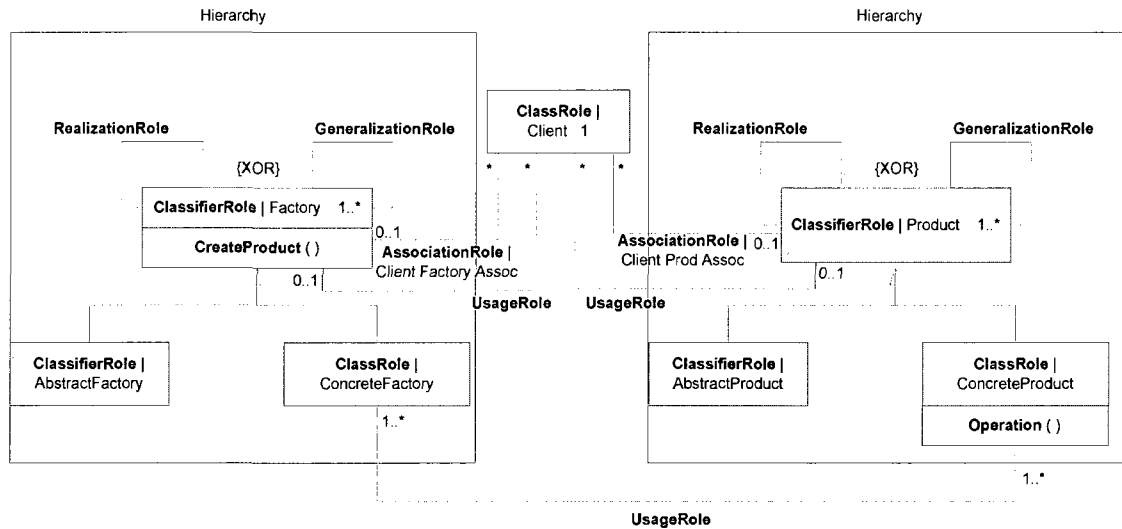 Hierarchy
Hierarchy
ClassRole |
Client 1
RealizationRole
GeneralizationRole
RealizationRole
GeneralizationRole
{XOR}
* * * *
{XOR}
ClassifierRole | Factory 1..*
CreateProduct ( )
0..1
AssociationRole |
Client Factory Assoc
AssociationRole |
Client Prod Assoc
0..1
ClassifierRole | Product 1..*
0..1
0..1
UsageRole
UsageRole
ClassifierRole |
AbstractFactory
ClassRole |
ConcreteFactory
1..*
ClassifierRole |
AbstractProduct
ClassRole |
ConcreteProduct
Operation ( )
1..*
UsageRole